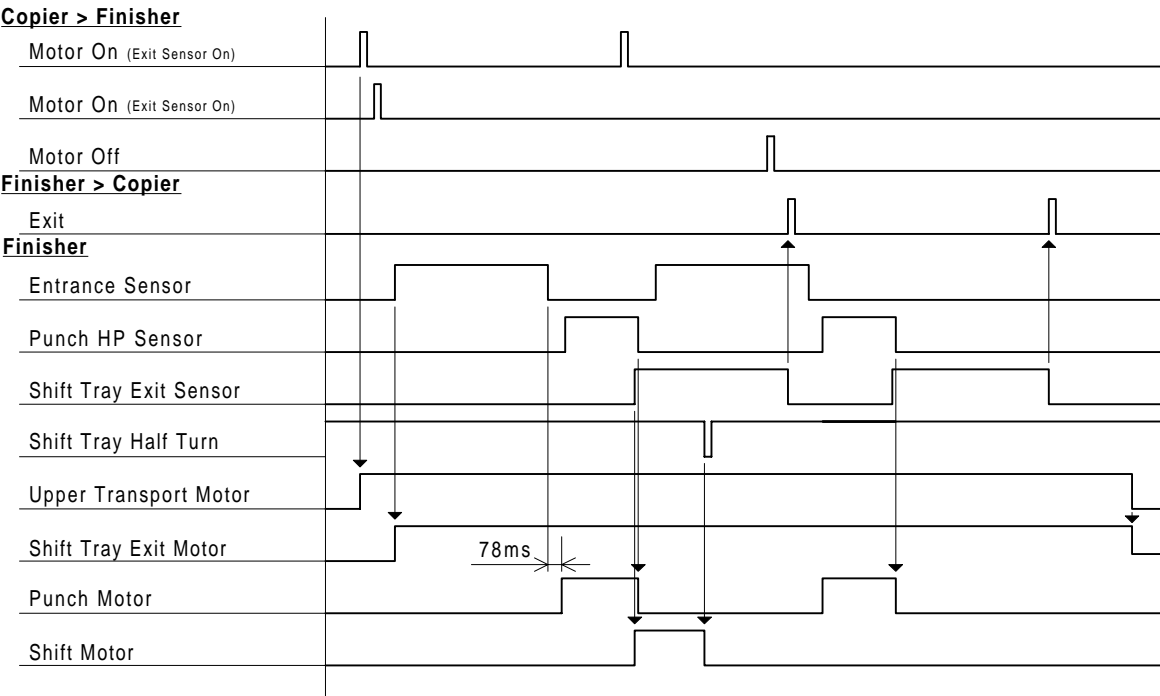 Copier > Finisher
Motor On (Exit Sensor On)
Motor On (Exit Sensor On)
Motor Off
Finisher > Copier
Exit
Finisher
Entrance Sensor
Punch HP Sensor
Shift Tray Exit Sensor
Shift Tray Half Turn
Upper Transport Motor
Shift Tray Exit Motor
78ms
Punch Motor
Shift Motor